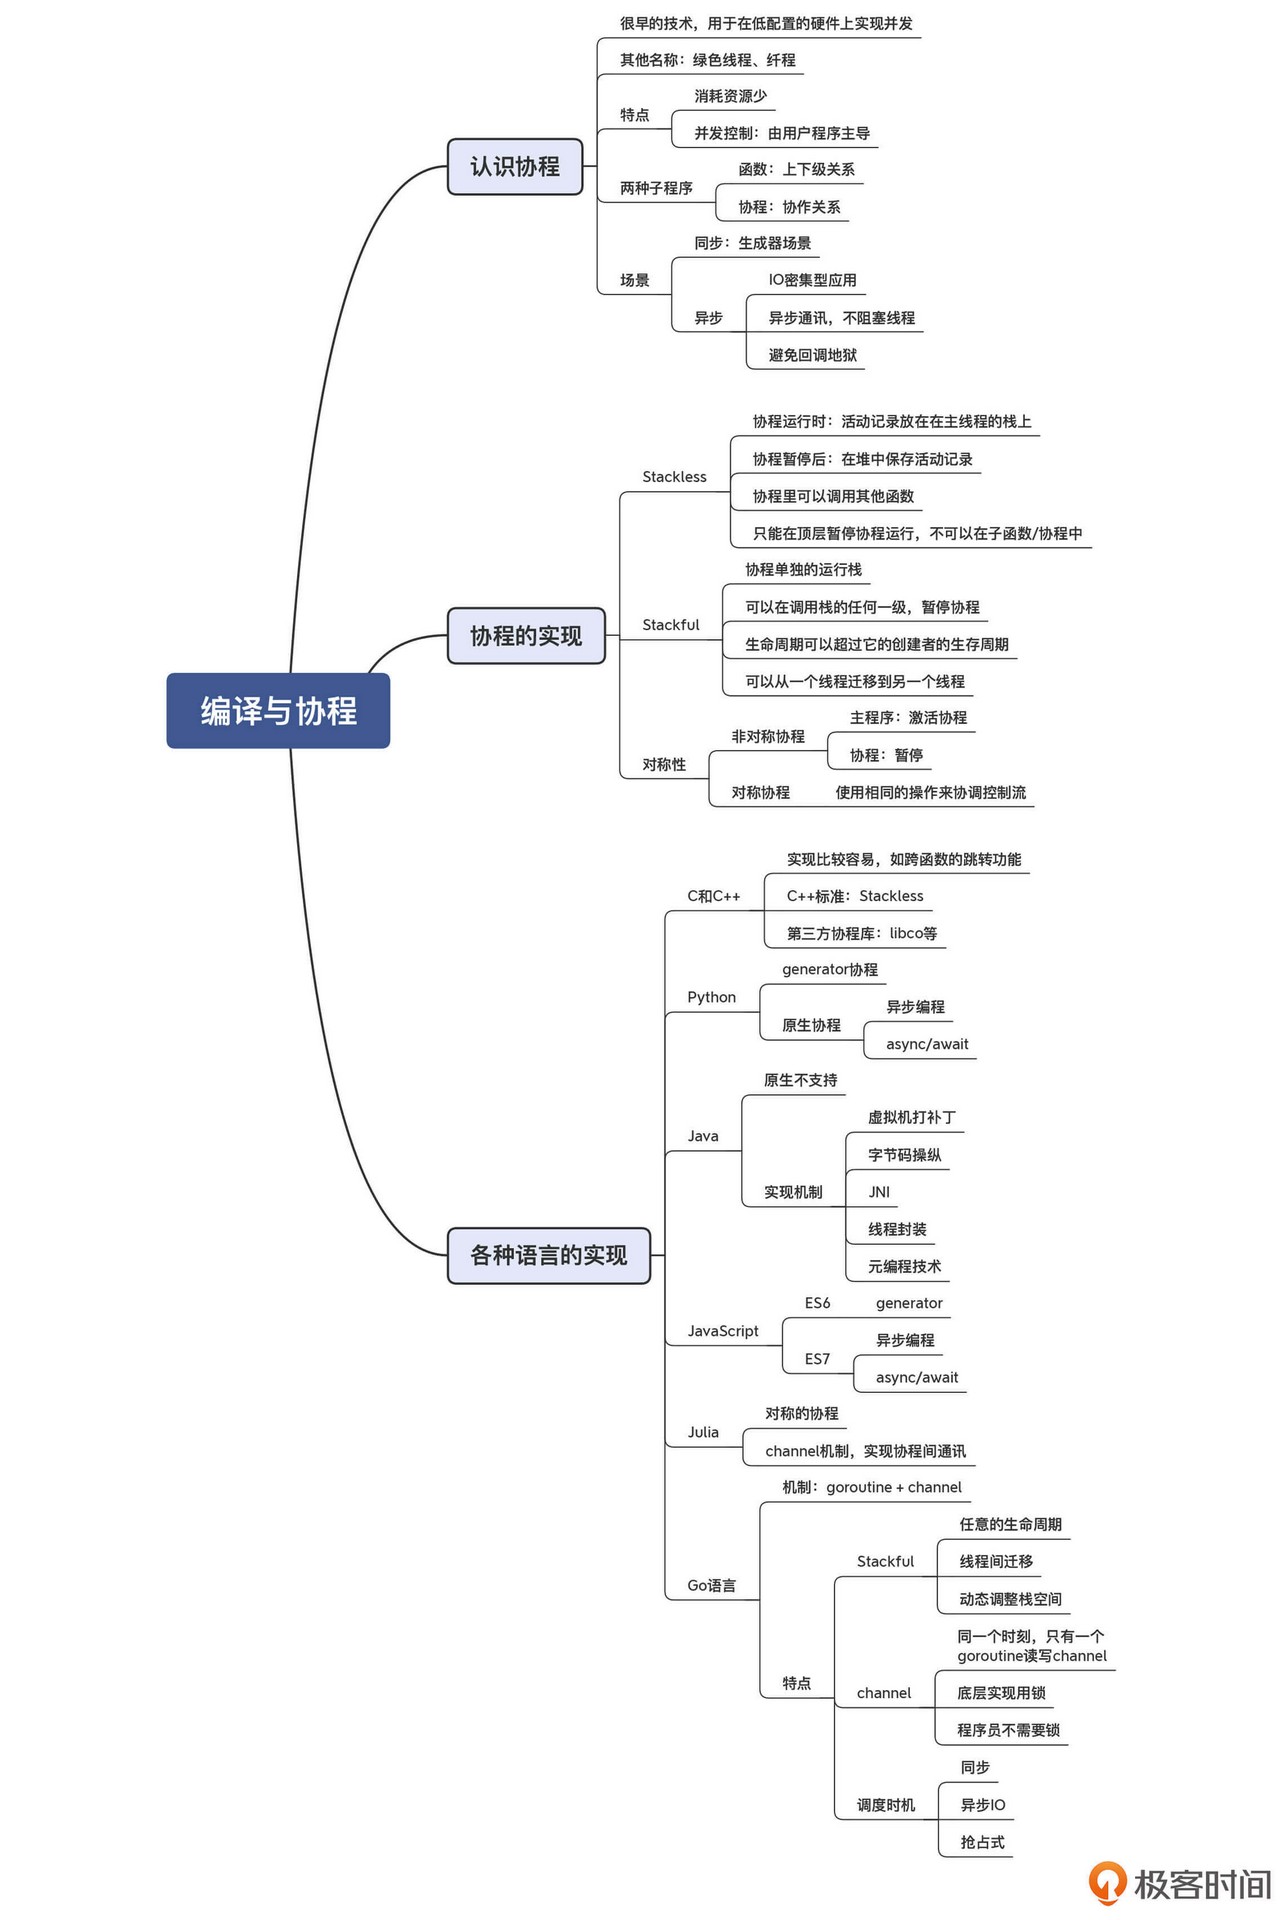 编译与协程
认识协程
很早的技术，用于在低配置的硬件上实现并发
其他名称：绿色线程、纤程
特点
消耗资源少
并发控制：由用户程序主导
两种子程序
函数：上下级关系
协程：协作关系
场景
同步：生成器场景
异步
IO密集型应用
异步通讯，不阻塞线程
避免回调地狱
协程的实现
Stackless
协程运行时：活动记录放在在主线程的栈上
协程暂停后：在堆中保存活动记录
协程里可以调用其他函数
只能在顶层暂停协程运行，不可以在子函数/协程中
Stackful
协程单独的运行栈
可以在调用栈的任何一级，暂停协程
生命周期可以超过它的创建者的生存周期
可以从一个线程迁移到另一个线程
对称性
非对称协程
主程序：激活协程
协程：暂停
对称协程
使用相同的操作来协调控制流
各种语言的实现
C和C++
实现比较容易，如跨函数的跳转功能
C++标准：Stackless
第三方协程库：libco等
Python
generator协程
原生协程
异步编程
async/await
Java
原生不支持
实现机制
虚拟机打补丁
字节码操纵
JNI
线程封装
元编程技术
JavaScript
ES6
generator
ES7
异步编程
async/await
Julia
对称的协程
channel机制，实现协程间通讯
Go语言
机制：goroutine + channel
特点
Stackful
任意的生命周期
线程间迁移
动态调整栈空间
channel
同一个时刻，只有一个
goroutine读写channel
底层实现用锁
程序员不需要锁
调度时机
同步
异步IO
抢占式
极客时间